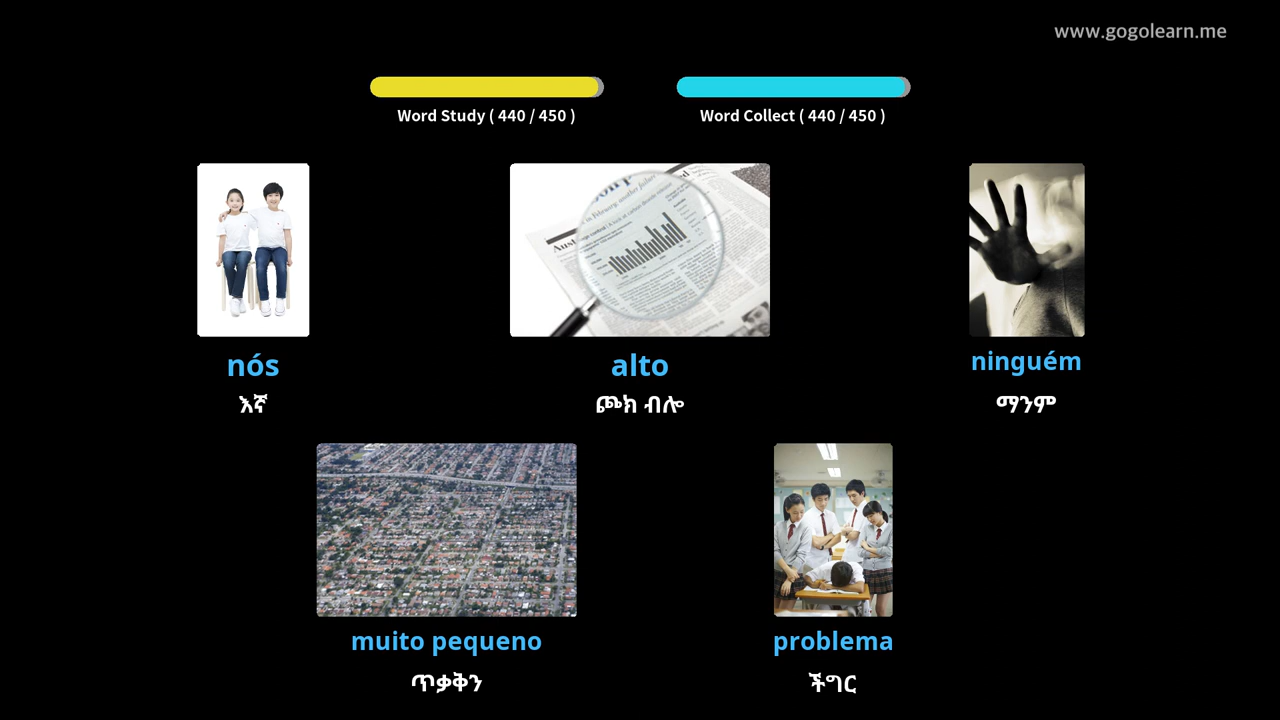 www.gogolearn.me
Word Study ( 440 / 450 )
Word Collect ( 440 / 450 )
nós
እኛ
alto
ጮክ ብሎ
ninguém
ማንም
muito pequeno
ጥቃቅን
problema
ችግር